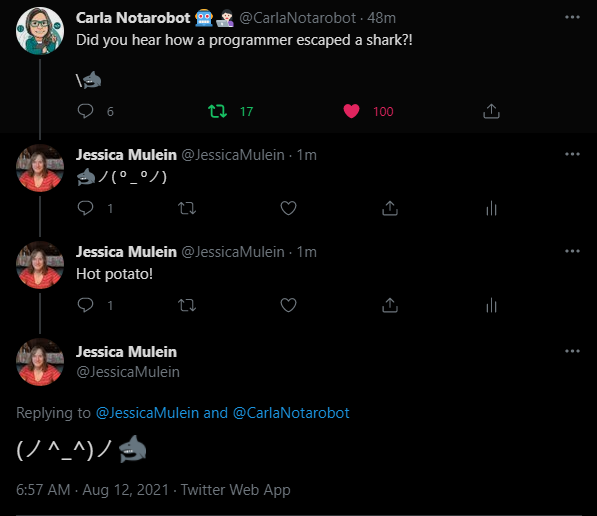 Carla Notarobot 🤖👩🏻‍💻 @CarlaNotarobot · 48m
Did you hear how a programmer escaped a shark?!
\🦈
6 17 100
Jessica Mulein @JessicaMulein · 1m
🦈ノ( º _ ºノ)
1
Jessica Mulein @JessicaMulein · 1m
Hot potato!
1
Jessica Mulein
@JessicaMulein
Replying to @JessicaMulein and @CarlaNotarobot
(ノ ^_^)ノ🦈
6:57 AM · Aug 12, 2021 · Twitter Web App